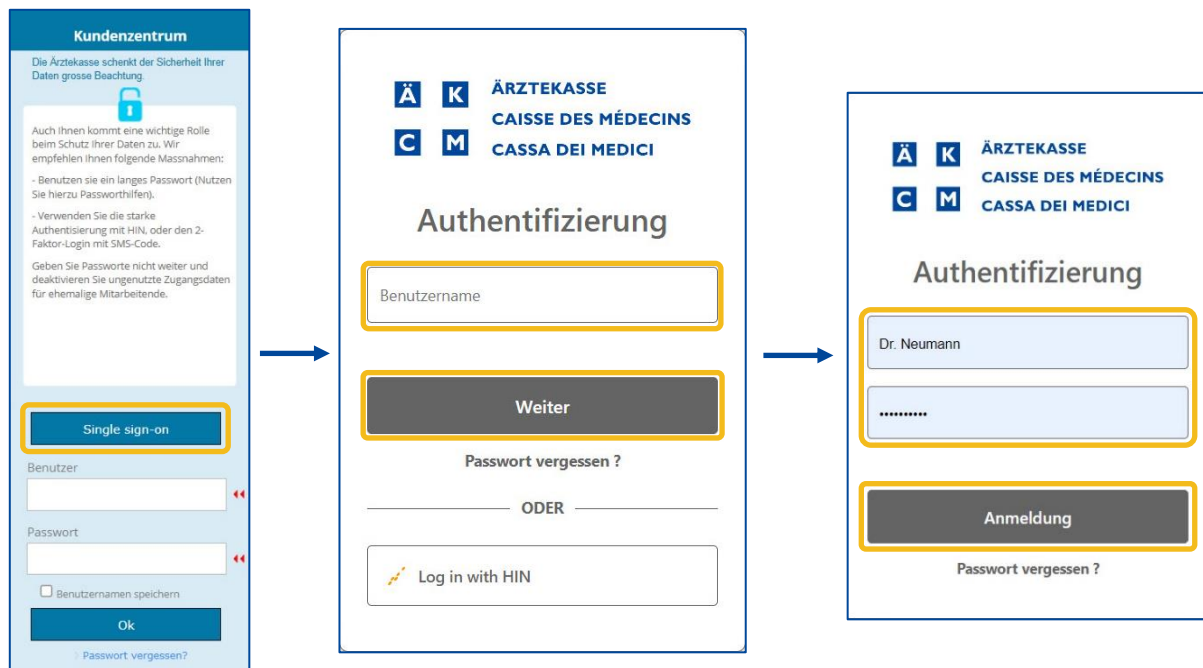 Kundenzentrum
Die Ärztekasse schenkt der Sicherheit Ihrer
Daten grosse Beachtung.
Auch Ihnen kommt eine wichtige Rolle
beim Schutz Ihrer Daten zu. Wir
empfehlen Ihnen folgende Massnahmen:
- Benutzen sie ein langes Passwort (Nutzen
Sie hierzu Passworthilfen).
- Verwenden Sie die starke
Authentisierung mit HIN, oder den 2-
Faktor-Login mit SMS-Code.
Geben Sie Passworte nicht weiter und
deaktivieren Sie ungenutzte Zugangsdaten
für ehemalige Mitarbeitende.
Single sign-on
Benutzer
Passwort
Benutzernamen speichern
Ok
Passwort vergessen?
Ä K ÄRZTEKASSE
CAISSE DES MÉDECINS
C M CASSA DEI MEDICI
Authentifizierung
Benutzername
Weiter
Passwort vergessen ?
ODER
Log in with HIN
Ä K ÄRZTEKASSE
CAISSE DES MÉDECINS
C M CASSA DEI MEDICI
Authentifizierung
Dr. Neumann
••••••••••
Anmeldung
Passwort vergessen ?